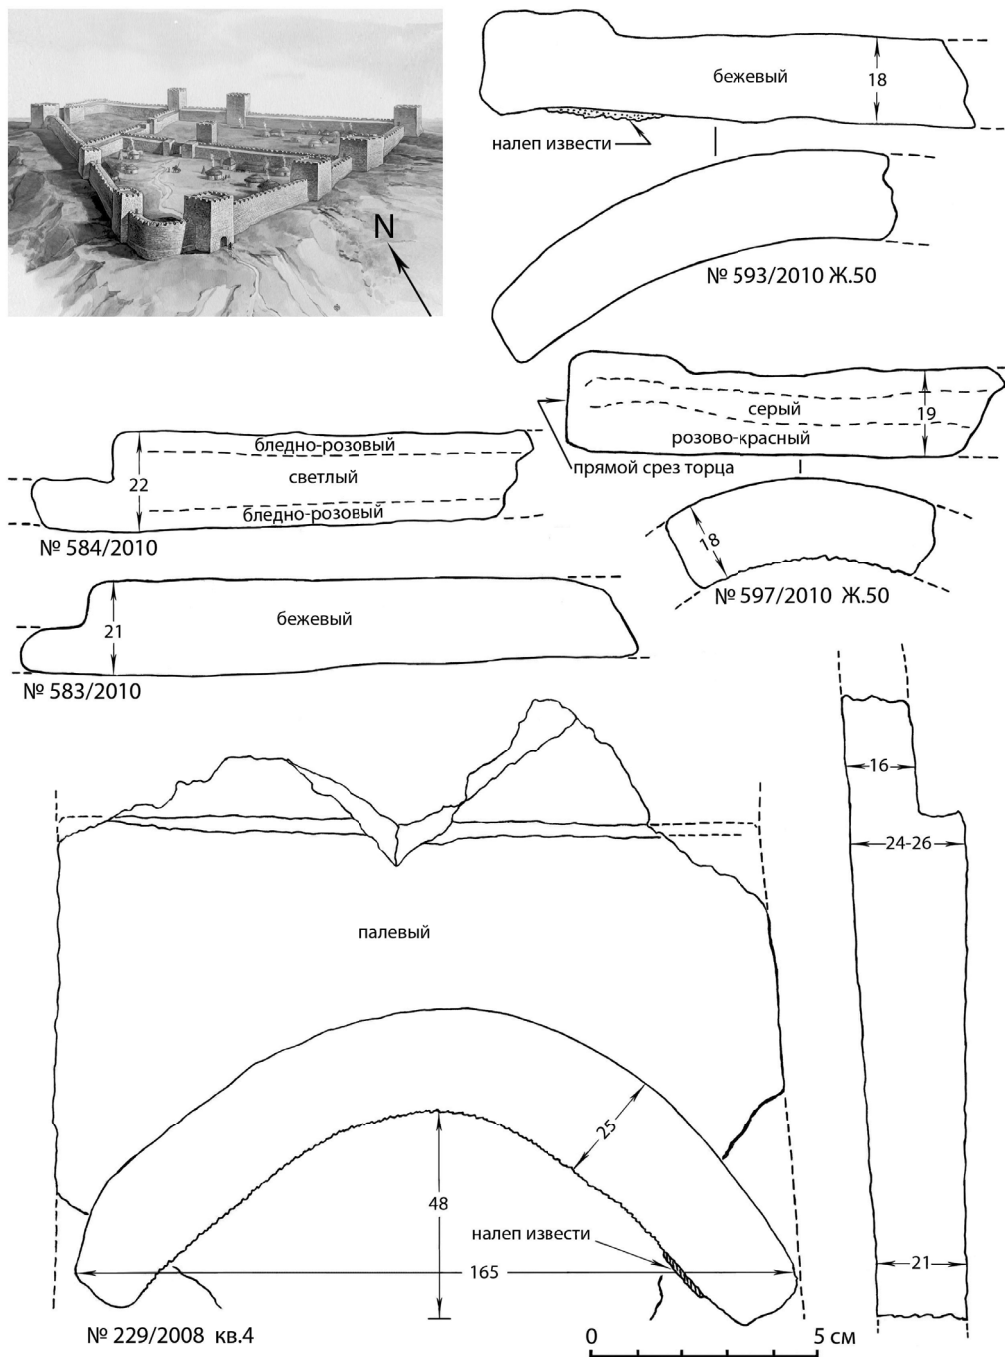 N
бежевый
18
налеп извести
№ 593/2010 Ж.50
серый
19
розово-красный
прямой срез торца
18
№ 597/2010 Ж.50
бледно-розовый
22
светлый
бледно-розовый
№ 584/2010
21
бежевый
№ 583/2010
16
24-26
21
палевый
25
48
налеп извести
165
№ 229/2008 кв.4
0 5 см